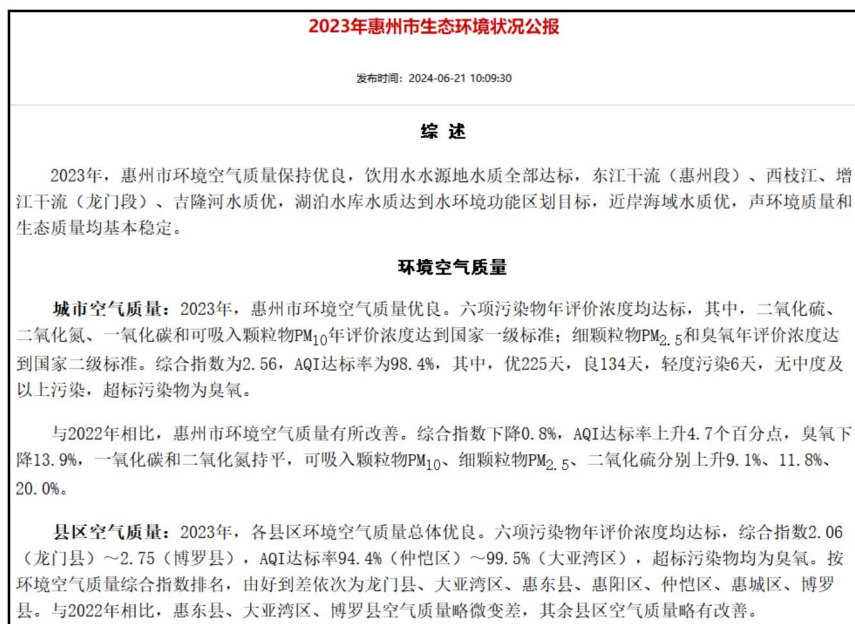 2023年惠州市生态环境状况公报
发布时间：2024-06-21 10:09:30
综 述
2023年，惠州市环境空气质量保持优良，饮用水水源地水质全部达标，东江干流（惠州段）、西枝江、增
江干流（龙门段）、吉隆河水质优，湖泊水库水质达到水环境功能区划目标，近岸海域水质优，声环境质量和
生态质量均基本稳定。
环境空气质量
城市空气质量：2023年，惠州市环境空气质量优良。六项污染物年评价浓度均达标，其中，二氧化硫、
二氧化氮、一氧化碳和可吸入颗粒物PM10年评价浓度达到国家一级标准；细颗粒物PM2.5和臭氧年评价浓度达
到国家二级标准。综合指数为2.56，AQI达标率为98.4%，其中，优225天，良134天，轻度污染6天，无中度及
以上污染，超标污染物为臭氧。
与2022年相比，惠州市环境空气质量有所改善。综合指数下降0.8%，AQI达标率上升4.7个百分点，臭氧下
降13.9%，一氧化碳和二氧化氮持平，可吸入颗粒物PM10、细颗粒物PM2.5、二氧化硫分别上升9.1%、11.8%、
20.0%。
县区空气质量：2023年，各县区环境空气质量总体优良。六项污染物年评价浓度均达标，综合指数2.06
（龙门县）～2.75（博罗县），AQI达标率94.4%（仲恺区）～99.5%（大亚湾区），超标污染物均为臭氧。按
环境空气质量综合指数排名，由好到差依次为龙门县、大亚湾区、惠东县、惠阳区、仲恺区、惠城区、博罗
县。与2022年相比，惠东县、大亚湾区、博罗县空气质量略微变差，其余县区空气质量略有改善。